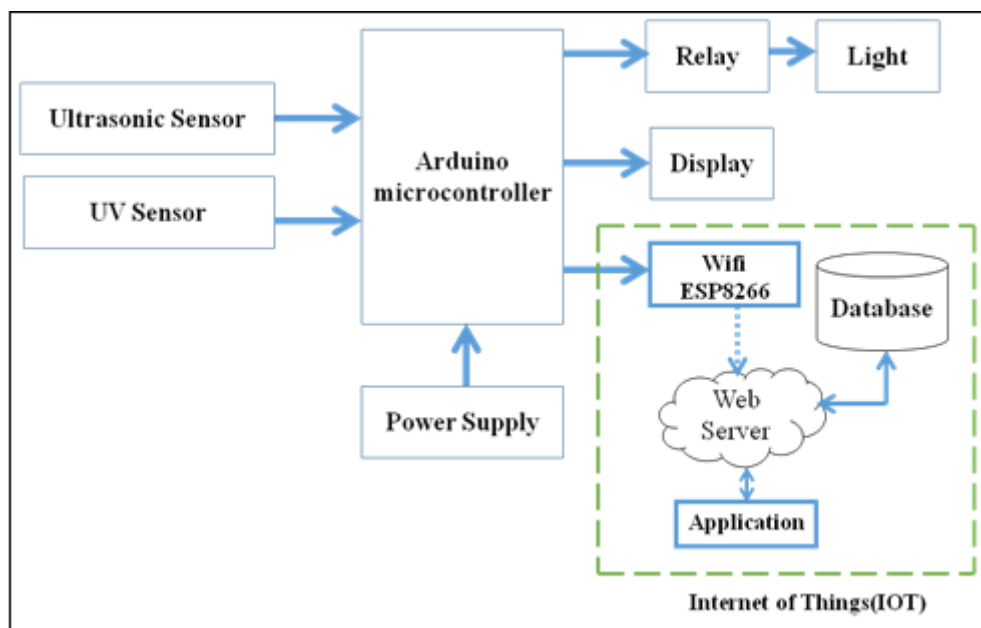 Relay
Light
Ultrasonic Sensor
Arduino
microcontroller
Display
UV Sensor
Wifi
ESP8266
Database
Power Supply
Web
Server
Application
Internet of Things(IOT)